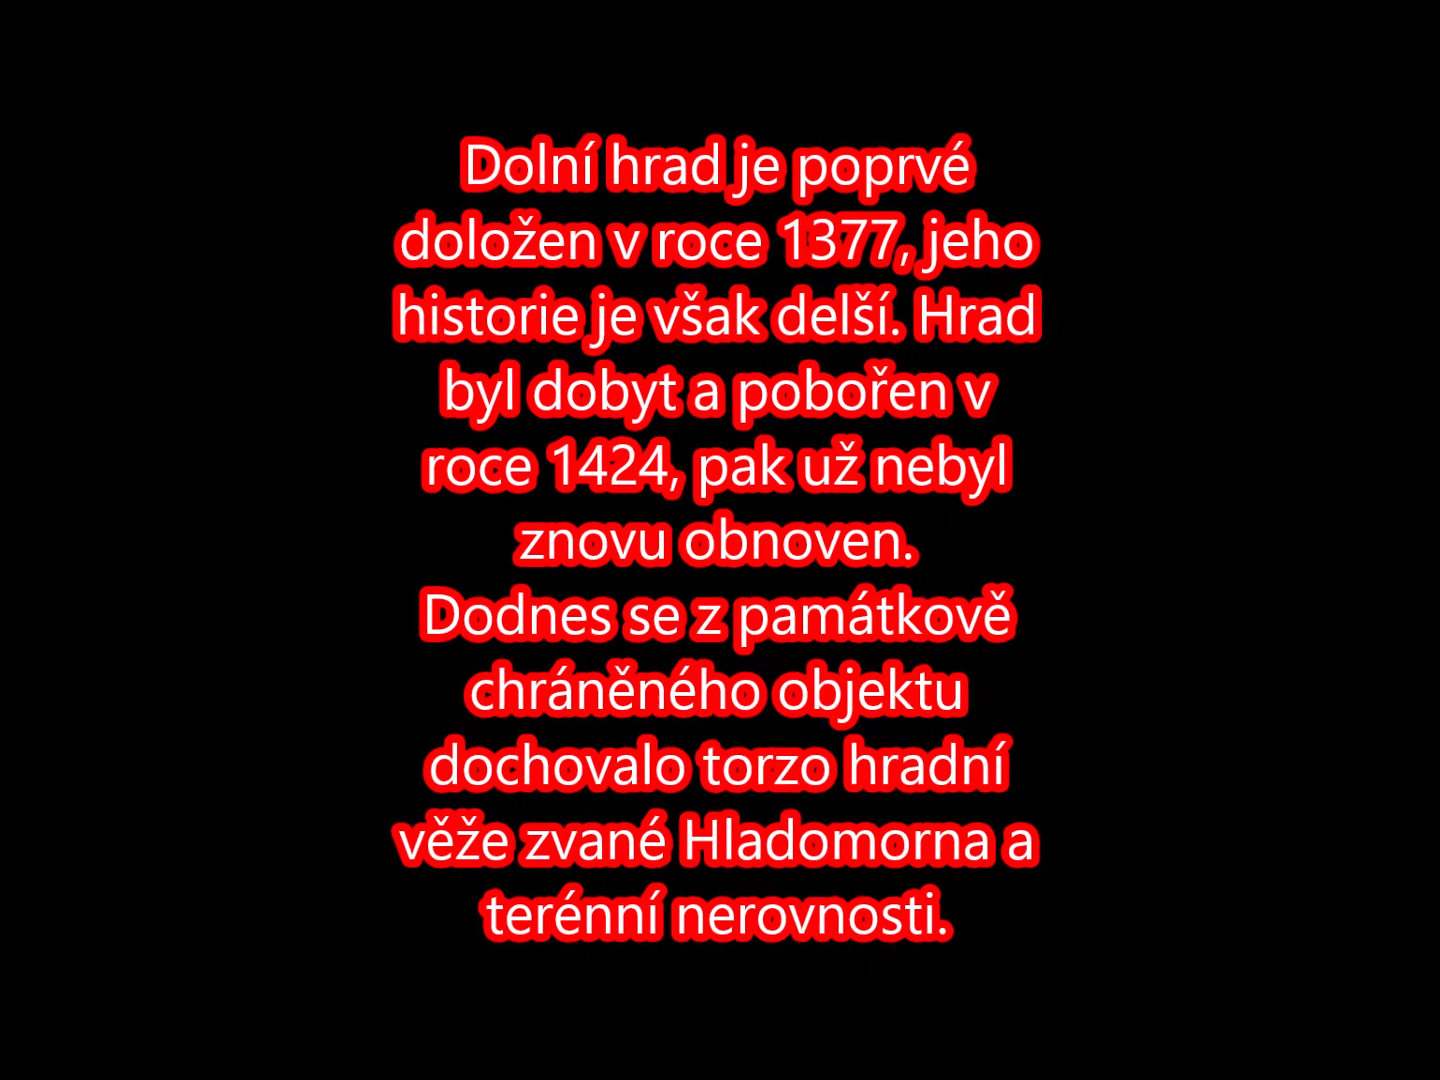 Dolní hrad je poprvé
doložen v roce 1377, jeho
historie je však delší. Hrad
byl dobyt a pobořen v
roce 1424, pak už nebyl
znovu obnoven.
Dodnes se z památkově
chráněného objektu
dochovalo torzo hradní
věže zvané Hladomorna a
terénní nerovnosti.